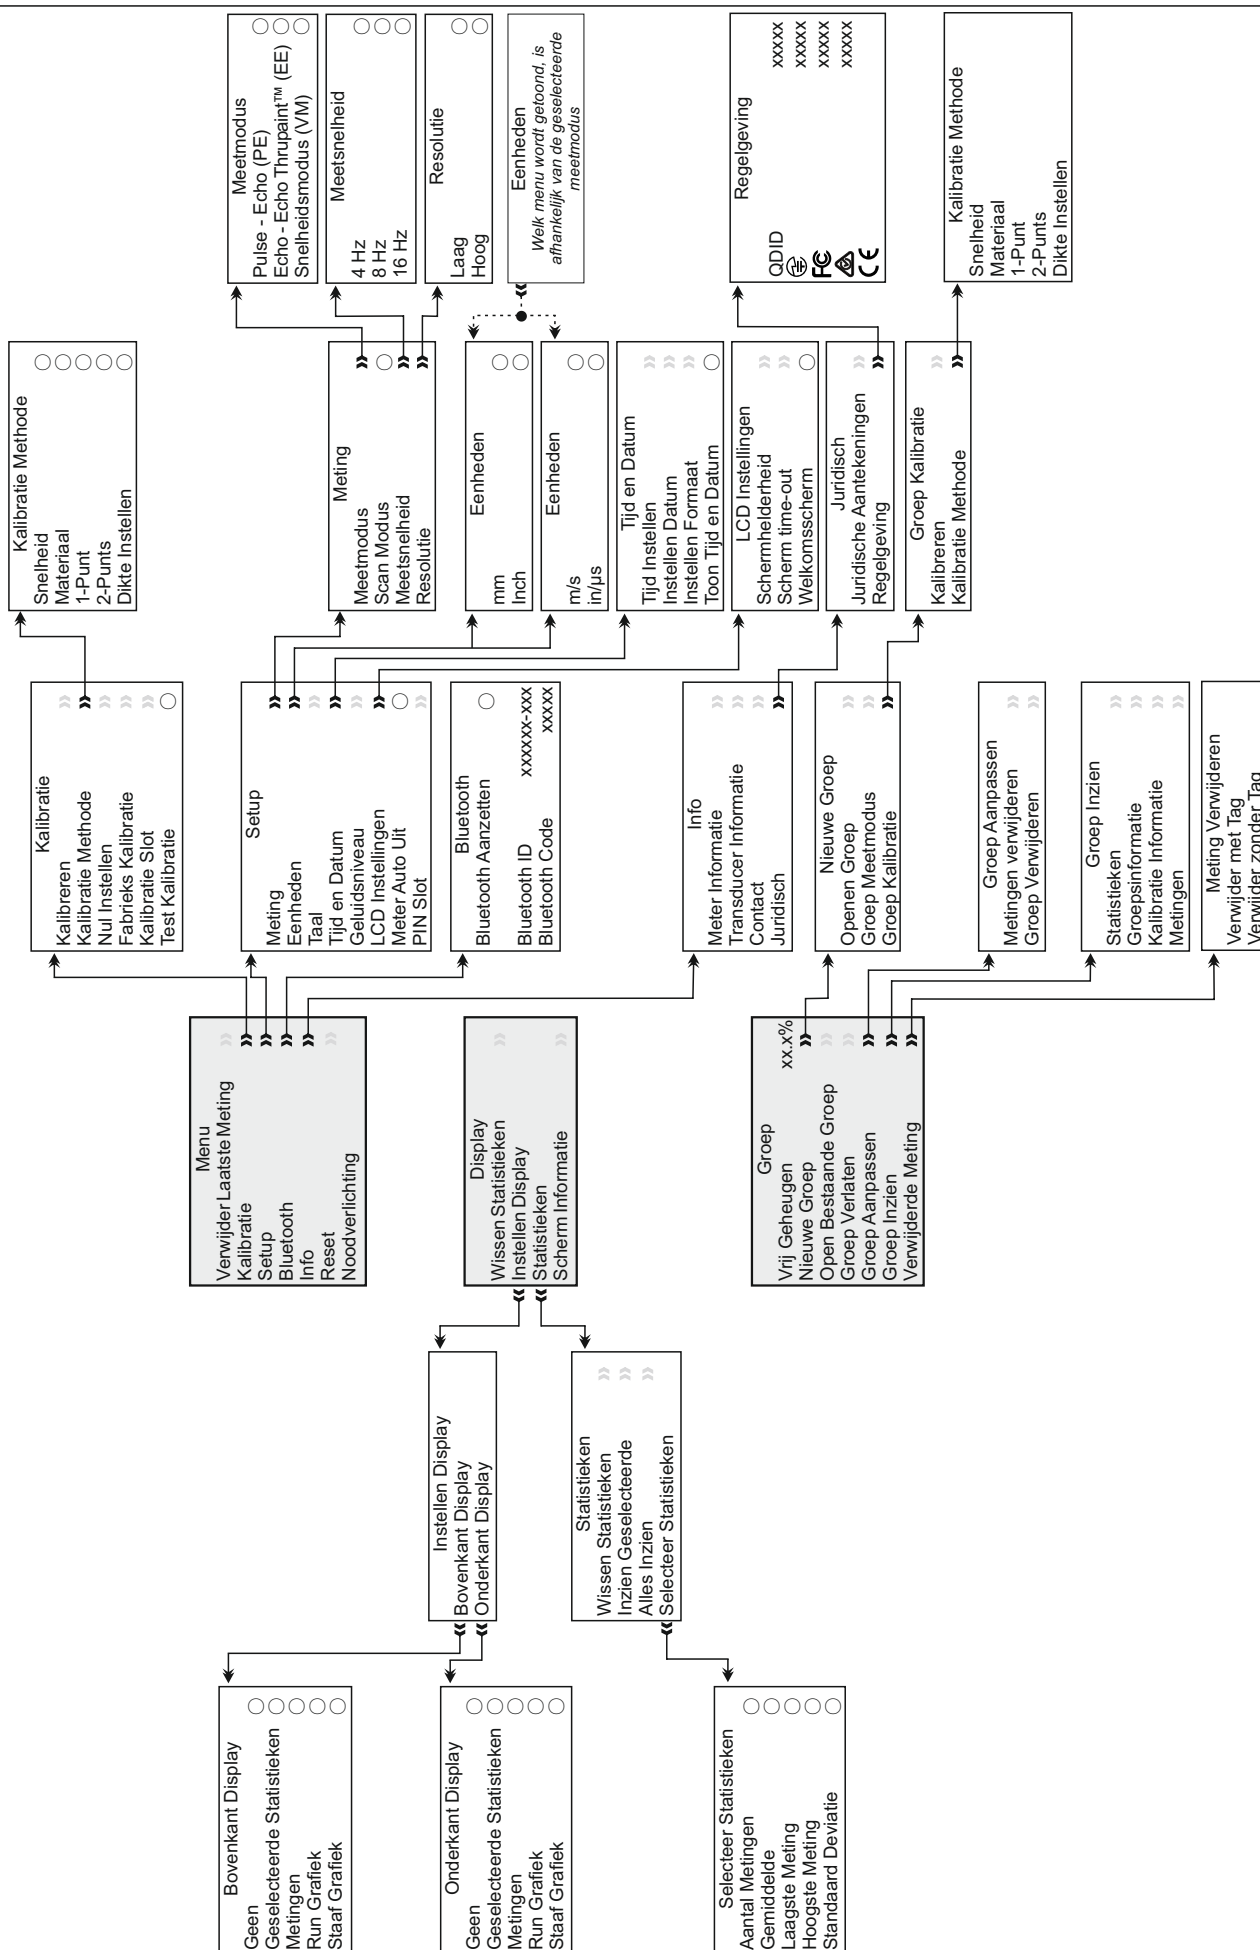 Bovenkant Display
Geen
Geselecteerde Statistieken
Metingen
Run Grafiek
Staaf Grafiek
Onderkant Display
Geen
Geselecteerde Statistieken
Metingen
Run Grafiek
Staaf Grafiek
Selecteer Statistieken
Aantal Metingen
Gemiddelde
Laagste Meting
Hoogste Meting
Standaard Deviatie
Instellen Display
Bovenkant Display
Onderkant Display
Statistieken
Wissen Statistieken
Inzien Geselecteerde
Alles Inzien
Selecteer Statistieken
Menu
Verwijder Laatste Meting
Kalibratie
Setup
Bluetooth
Info
Reset
Noodverlichting
Display
Wissen Statistieken
Instellen Display
Statistieken
Scherm Informatie
Groep
Vrij Geheugen xx.x%
Nieuwe Groep
Open Bestaande Groep
Groep Verlaten
Groep Aanpassen
Groep Inzien
Verwijderde Meting
Kalibratie
Kalibreren
Kalibratie Methode
Nul Instellen
Fabrieks Kalibratie
Kalibratie Slot
Test Kalibratie
Setup
Meting
Eenheden
Taal
Tijd en Datum
Geluidsniveau
LCD Instellingen
Meter Auto Uit
PIN Slot
Bluetooth
Bluetooth Aanzetten
Bluetooth ID xxxxxx-xxx
Bluetooth Code xxxxx
Info
Meter Informatie
Transducer Informatie
Contact
Juridisch
Nieuwe Groep
Openen Groep
Groep Meetmodus
Groep Kalibratie
Groep Aanpassen
Metingen verwijderen
Groep Verwijderen
Groep Inzien
Statistieken
Groepsinformatie
Kalibratie Informatie
Metingen
Meting Verwijderen
Verwijder met Tag
Verwijder zonder Tag
Kalibratie Methode
Snelheid
Materiaal
1-Punt
2-Punts
Dikte Instellen
Meting
Meetmodus
Scan Modus
Meetsnelheid
Resolutie
Eenheden
mm
Inch
Eenheden
m/s
in/µs
Tijd en Datum
Tijd Instellen
Instellen Datum
Instellen Formaat
Toon Tijd en Datum
LCD Instellingen
Schermhelderheid
Scherm time-out
Welkomsscherm
Juridisch
Juridische Aantekeningen
Regelgeving
Groep Kalibratie
Kalibreren
Kalibratie Methode
Meetmodus
Pulse - Echo (PE)
Echo - Echo Thrupaint™ (EE)
Snelheidsmodus (VM)
Meetsnelheid
4 Hz
8 Hz
16 Hz
Resolutie
Laag
Hoog
Eenheden
Welk menu wordt getoond, is
afhankelijk van de geselecteerde
meetmodus
Regelgeving
QDID xxxxx
xxxxx
FC xxxxx
xxxxx
CE
Kalibratie Methode
Snelheid
Materiaal
1-Punt
2-Punts
Dikte Instellen